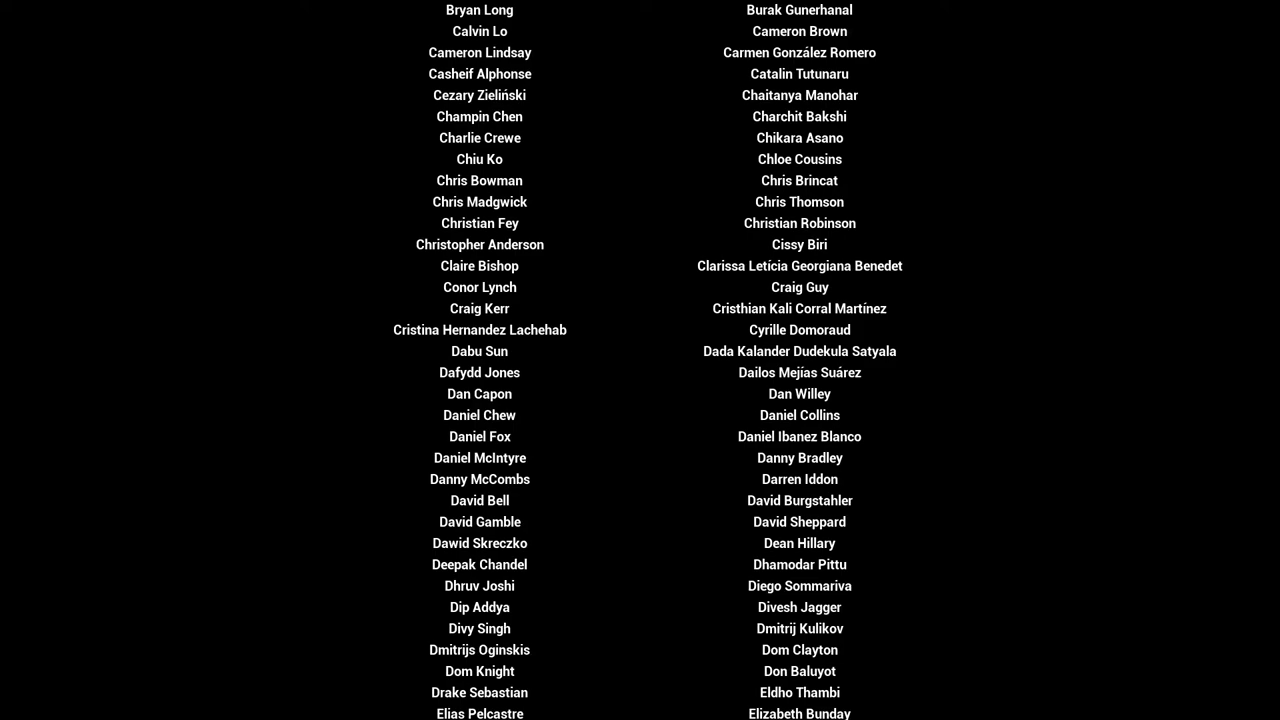 Bryan Long Burak Gunerhanal
Calvin Lo Cameron Brown
Cameron Lindsay Carmen González Romero
Casheif Alphonse Catalin Tutunaru
Cezary Zieliński Chaitanya Manohar
Champin Chen Charchit Bakshi
Charlie Crewe Chikara Asano
Chiu Ko Chloe Cousins
Chris Bowman Chris Brincat
Chris Madgwick Chris Thomson
Christian Fey Christian Robinson
Christopher Anderson Cissy Biri
Claire Bishop Clarissa Letícia Georgiana Benedet
Conor Lynch Craig Guy
Craig Kerr Cristhian Kali Corral Martínez
Cristina Hernandez Lachehab Cyrille Domoraud
Dabu Sun Dada Kalander Dudekula Satyala
Dafydd Jones Dailos Mejías Suárez
Dan Capon Dan Willey
Daniel Chew Daniel Collins
Daniel Fox Daniel Ibanez Blanco
Daniel McIntyre Danny Bradley
Danny McCombs Darren Iddon
David Bell David Burgstahler
David Gamble David Sheppard
Dawid Skreczko Dean Hillary
Deepak Chandel Dhamodar Pittu
Dhruv Joshi Diego Sommariva
Dip Addya Divesh Jagger
Divy Singh Dmitrij Kulikov
Dmitrijs Oginskis Dom Clayton
Dom Knight Don Baluyot
Drake Sebastian Eldho Thambi
Elias Pelcastre Elizabeth Bunday